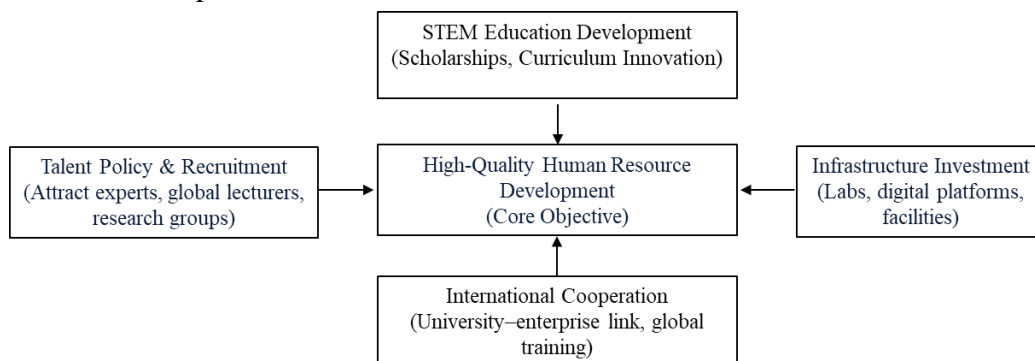 STEM Education Development
(Scholarships, Curriculum Innovation)
Talent Policy & Recruitment
(Attract experts, global lecturers,
research groups)
High-Quality Human Resource
Development
(Core Objective)
Infrastructure Investment
(Labs, digital platforms,
facilities)
International Cooperation
(University–enterprise link, global
training)